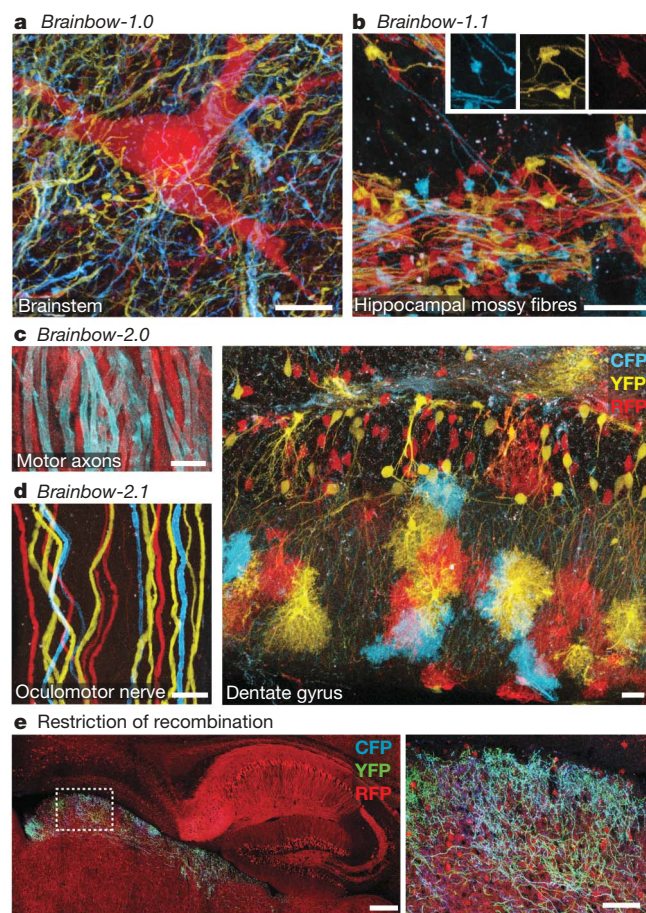 a Brainbow-1.0
b Brainbow-1.1
Brainstem
Hippocampal mossy fibres
c Brainbow-2.0
Motor axons
CFP
YFP
RFP
d Brainbow-2.1
Oculomotor nerve
Dentate gyrus
e Restriction of recombination
CFP
YFP
RFP